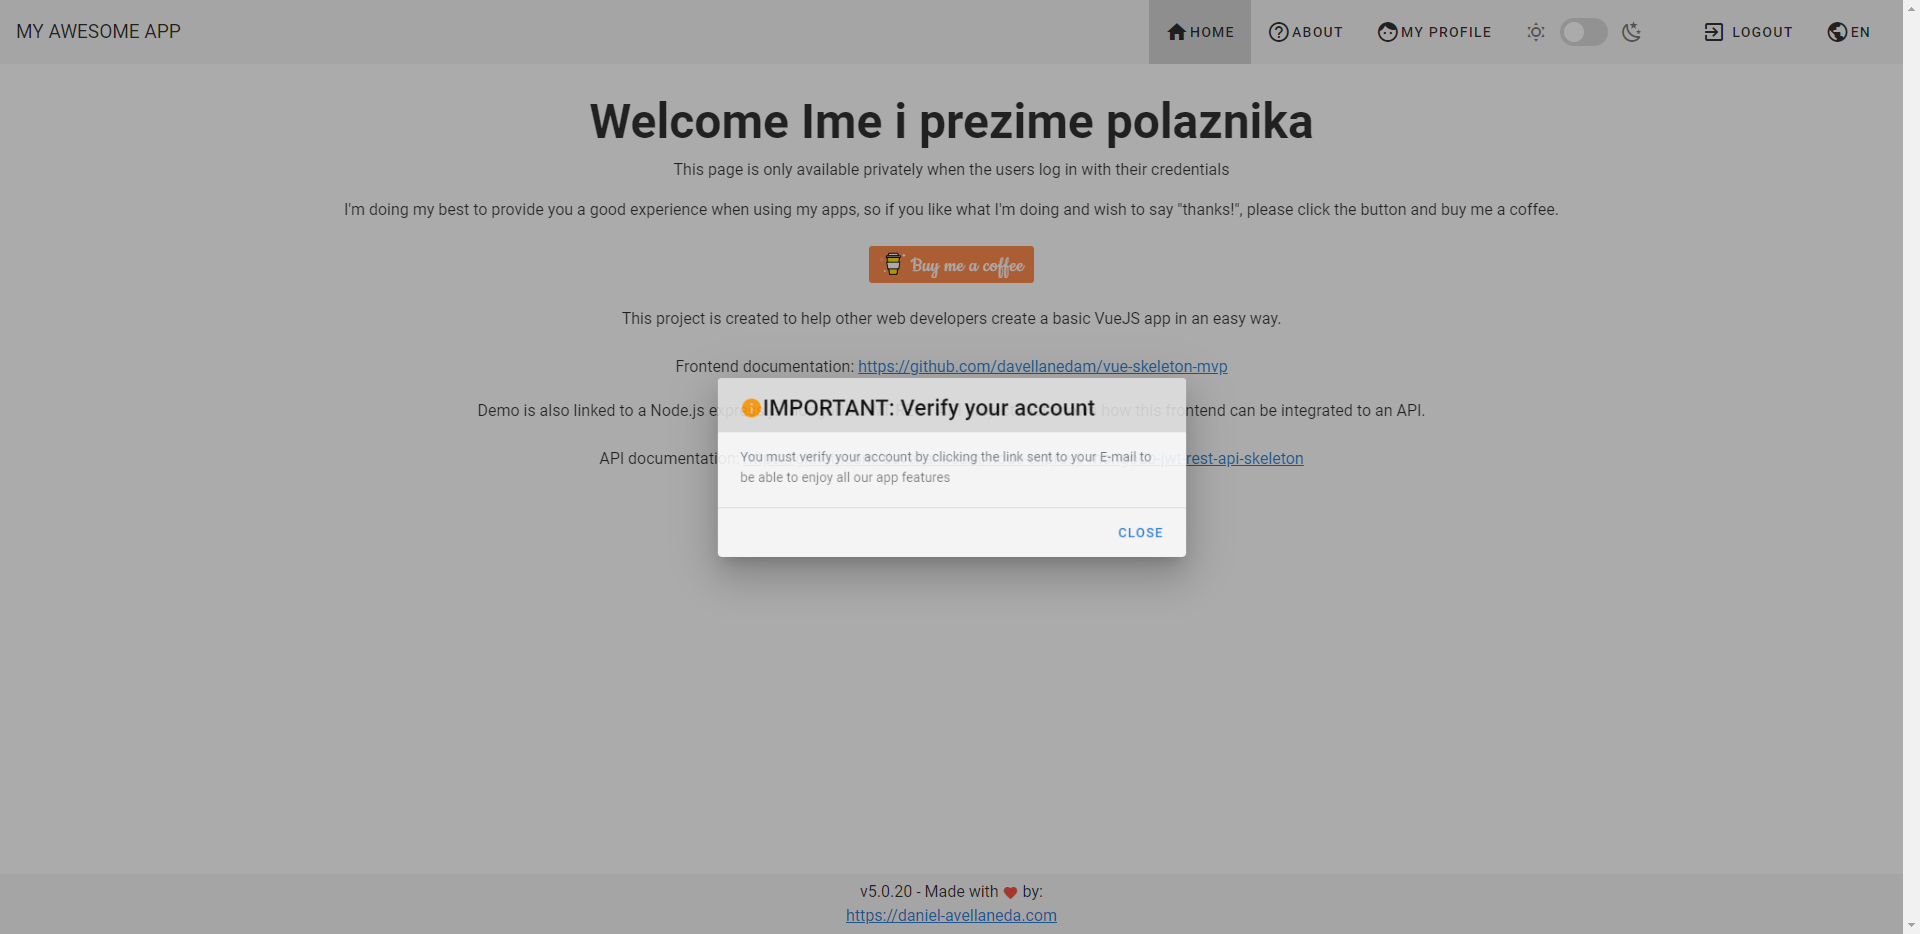 MY AWESOME APP
HOME
ABOUT
MY PROFILE
LOGOUT
EN
Welcome Ime i prezime polaznika
This page is only available privately when the users log in with their credentials
I'm doing my best to provide you a good experience when using my apps, so if you like what I'm doing and wish to say "thanks!", please click the button and buy me a coffee.
Buy me a coffee
This project is created to help other web developers create a basic VueJS app in an easy way.
Frontend documentation: https://github.com/davellanedam/vue-skeleton-mvp
Demo is also linked to a Node.js how this frontend can be integrated to an API.
API documentation: jwt-rest-api-skeleton
IMPORTANT: Verify your account
You must verify your account by clicking the link sent to your E-mail to
be able to enjoy all our app features
CLOSE
v5.0.20 - Made with by:
https://daniel-avellaneda.com